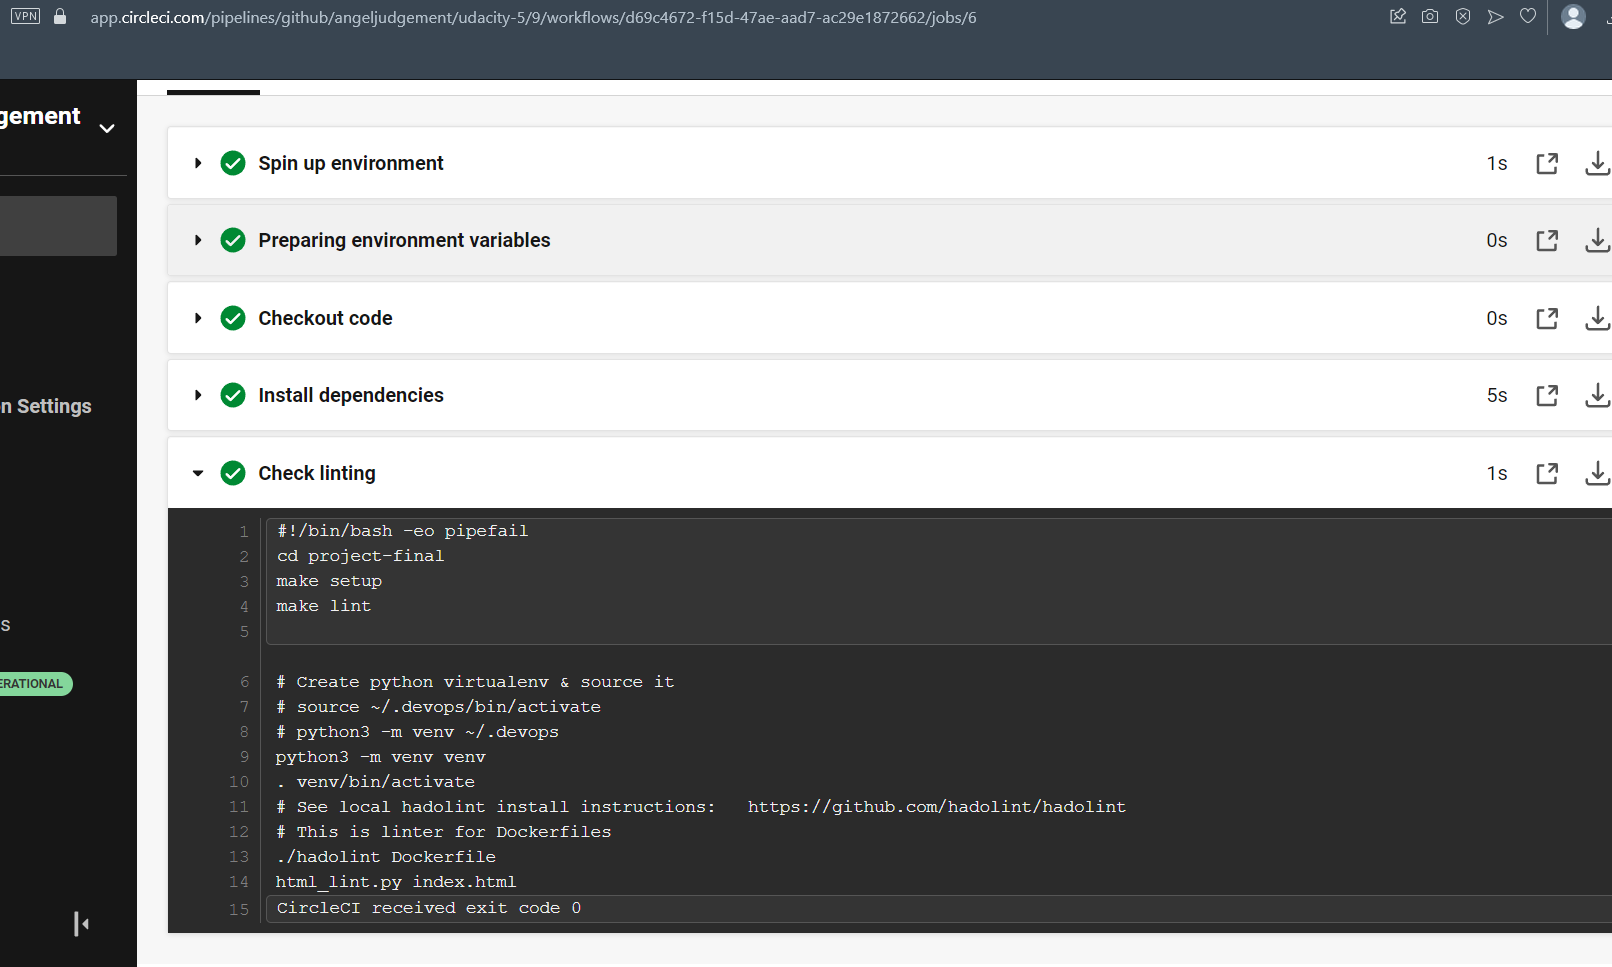 VPN
app.circleci.com/pipelines/github/angeljudgement/udacity-5/9/workflows/d69c4672-f15d-47ae-aad7-ac29e1872662/jobs/6
gement
n Settings
s
ERATIONAL
Spin up environment 1s
Preparing environment variables 0s
Checkout code 0s
Install dependencies 5s
Check linting 1s
1 #!/bin/bash -eo pipefail
2 cd project-final
3 make setup
4 make lint
5
6 # Create python virtualenv & source it
7 # source ~/.devops/bin/activate
8 # python3 -m venv ~/.devops
9 python3 -m venv venv
10 . venv/bin/activate
11 # See local hadolint install instructions:   https://github.com/hadolint/hadolint
12 # This is linter for Dockerfiles
13 ./hadolint Dockerfile
14 html_lint.py index.html
15 CircleCI received exit code 0